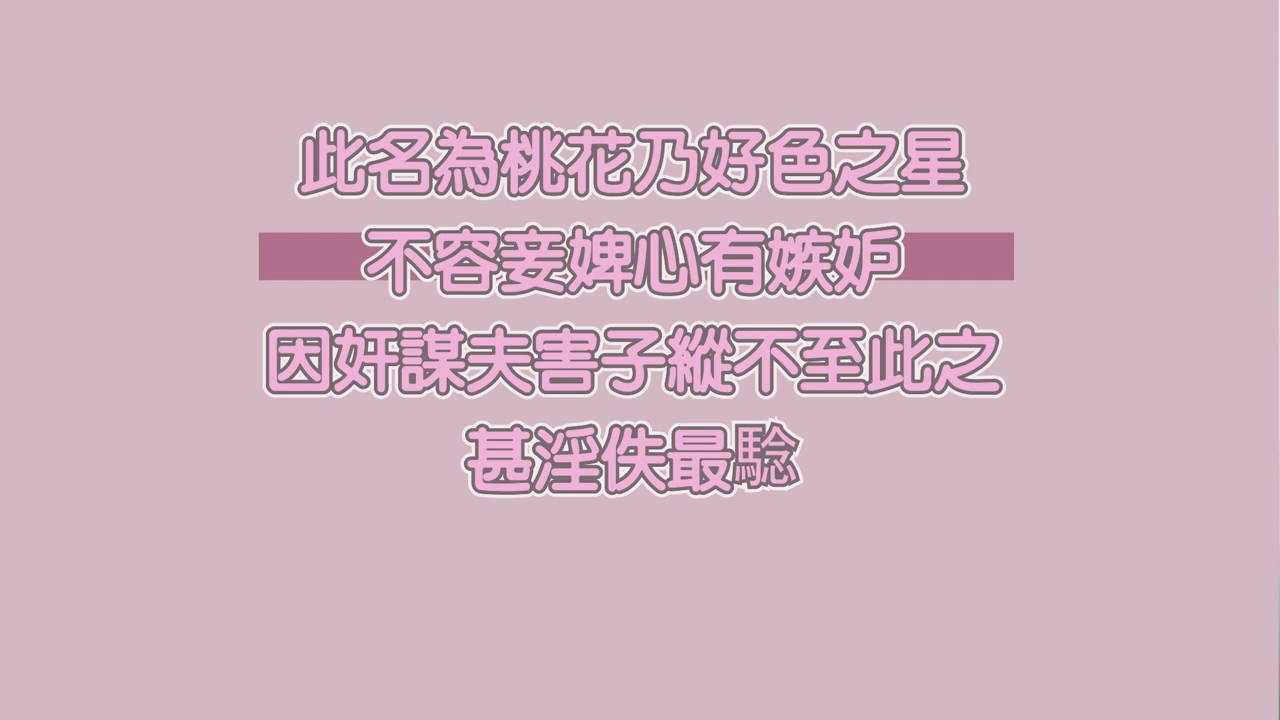 此名為桃花乃好色之星
不容妾婢心有嫉妒
因奸謀夫害子縱不至此之
甚淫佚最騐